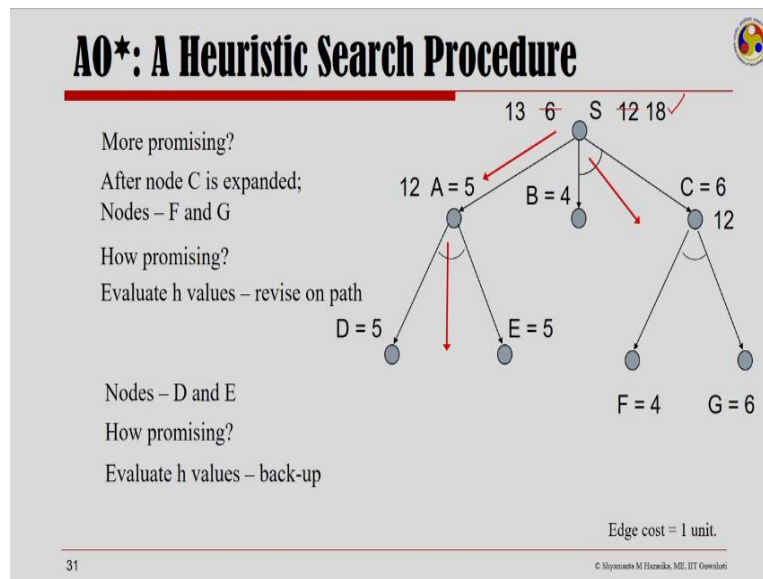 AO*: A Heuristic Search Procedure
13 6 S 12 18
More promising?
After node C is expanded;
Nodes – F and G
How promising?
Evaluate h values – revise on path
12 A = 5
B = 4
C = 6
12
D = 5
E = 5
F = 4
G = 6
Nodes – D and E
How promising?
Evaluate h values – back-up
Edge cost = 1 unit.
31
© Shyamanta M Hazarika, ME, IIT Guwahati